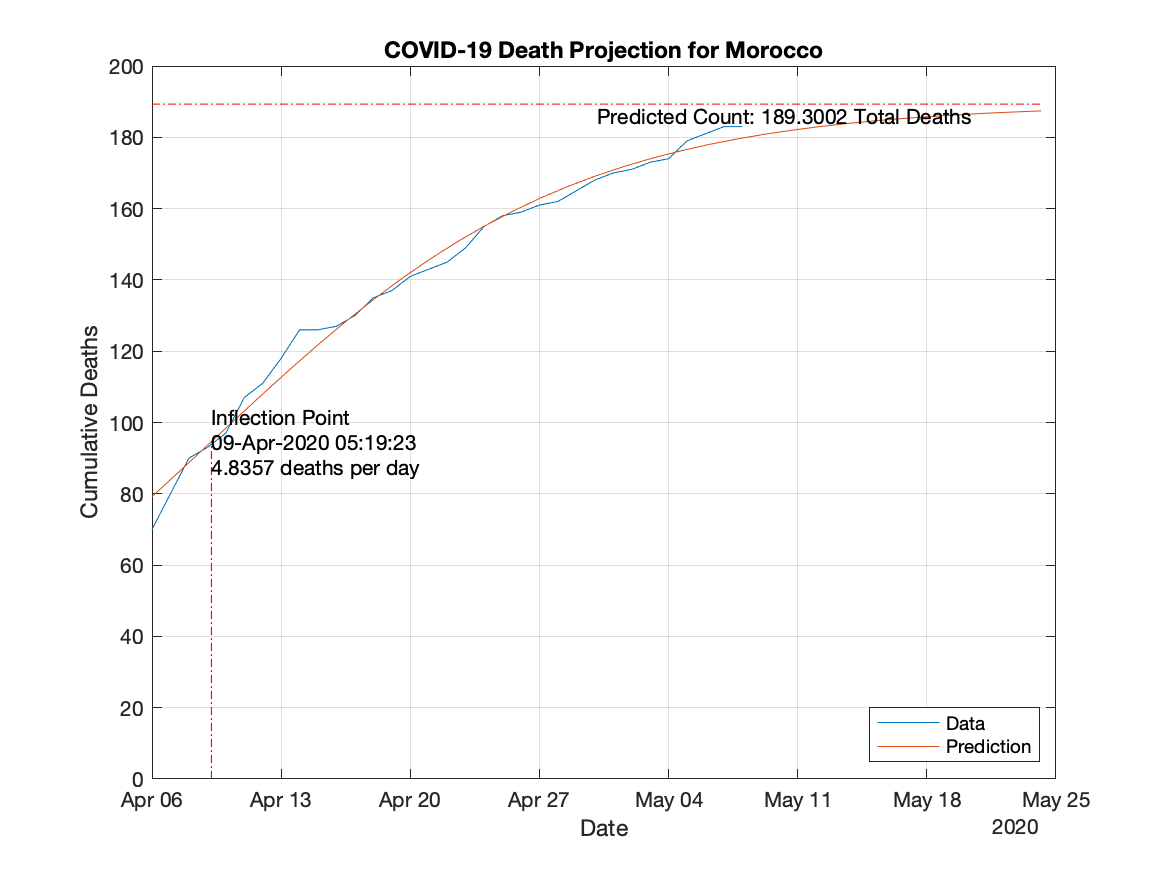 COVID-19 Death Projection for Morocco
200
180
160
140
120
100
80
60
40
20
0
Cumulative Deaths
Predicted Count: 189.3002 Total Deaths
Inflection Point
09-Apr-2020 05:19:23
4.8357 deaths per day
Data
Prediction
Apr 06 Apr 13 Apr 20 Apr 27 May 04 May 11 May 18 May 25
Date
2020